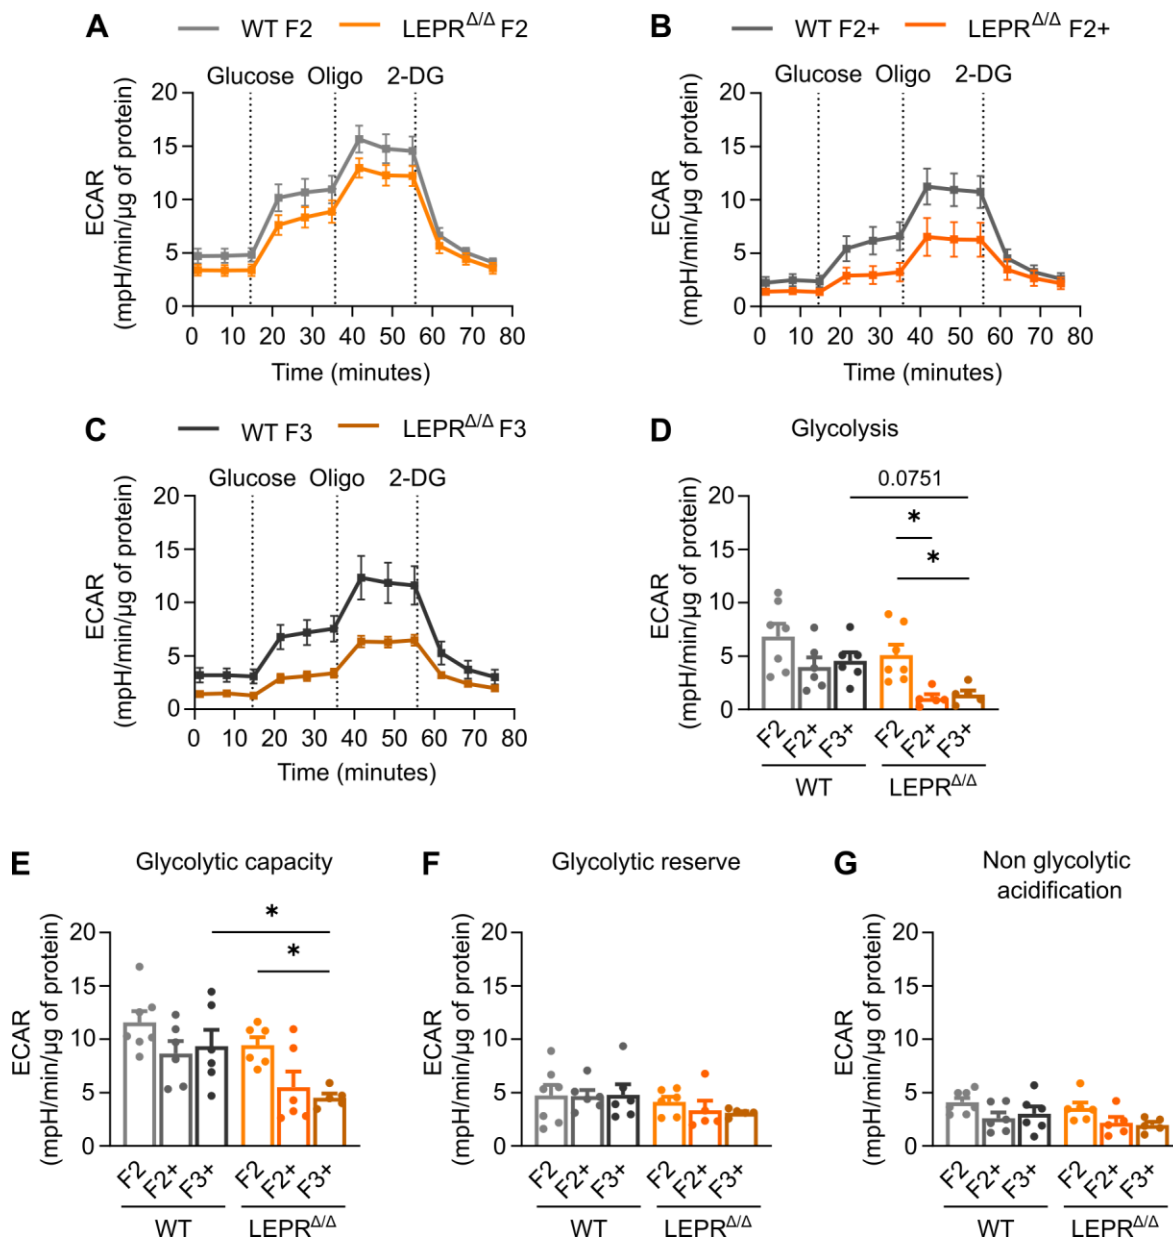 A
WT F2
LEPRΔ/Δ F2
Glucose Oligo 2-DG
ECAR
(mpH/min/µg of protein)
20
15
10
5
0
0 10 20 30 40 50 60 70 80
Time (minutes)
B
WT F2+
LEPRΔ/Δ F2+
Glucose Oligo 2-DG
ECAR
(mpH/min/µg of protein)
20
15
10
5
0
0 10 20 30 40 50 60 70 80
Time (minutes)
C
WT F3
LEPRΔ/Δ F3
Glucose Oligo 2-DG
ECAR
(mpH/min/µg of protein)
20
15
10
5
0
0 10 20 30 40 50 60 70 80
Time (minutes)
D
Glycolysis
0.0751
*
*
ECAR
(mpH/min/µg of protein)
20
15
10
5
0
F2 F2+ F3+ F2 F2+ F3+
WT LEPRΔ/Δ
E
Glycolytic capacity
*
*
ECAR
(mpH/min/µg of protein)
20
15
10
5
0
F2 F2+ F3+ F2 F2+ F3+
WT LEPRΔ/Δ
F
Glycolytic reserve
ECAR
(mpH/min/µg of protein)
20
15
10
5
0
F2 F2+ F3+ F2 F2+ F3+
WT LEPRΔ/Δ
G
Non glycolytic
acidification
ECAR
(mpH/min/µg of protein)
20
15
10
5
0
F2 F2+ F3+ F2 F2+ F3+
WT LEPRΔ/Δ